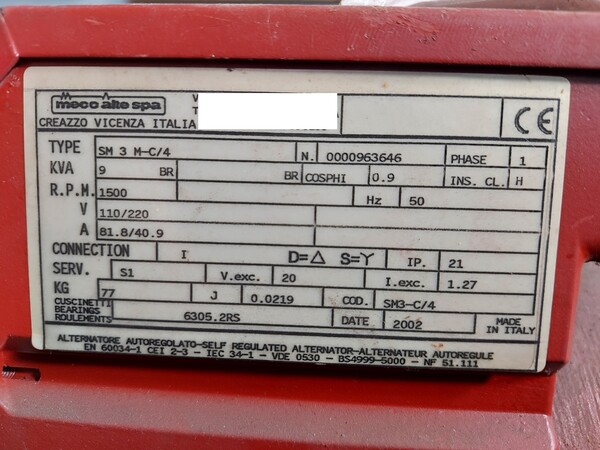 mecc alte spa
CREAZZO VICENZA ITALIA
CE
TYPE SM 3 M-C/4 N. 0000963646 PHASE 1
KVA 9 BR BR COSPHI 0.9 INS. CL. H
R.P.M. 1500 Hz 50
V 110/220
A 81.8/40.9
CONNECTION I D=Δ S=Y IP. 21
SERV. S1 V.exc. 20 I.exc. 1.27
KG 77 J 0.0219 COD. SM3-C/4
CUSCINETTI
BEARINGS 6305.2RS DATE 2002 MADE
ROULEMENTS IN ITALY
ALTERNATORE AUTOREGOLATO-SELF REGULATED ALTERNATOR-ALTERNATEUR AUTOREGULE
EN 60034-1 CEI 2-3 - IEC 34-1 - VDE 0530 - BS4999-5000 - NF 51.111